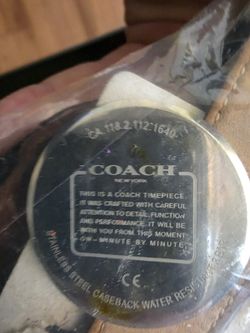 CA.118.2.112.1640
COACH
NEW YORK
THIS IS A COACH TIMEPIECE.
IT WAS CRAFTED WITH CAREFUL
ATTENTION TO DETAIL, FUNCTION
AND PERFORMANCE. IT WILL BE
WITH YOU FROM THIS MOMENT
ON-MINUTE BY MINUTE.
CE
STAINLESS STEEL CASEBACK WATER